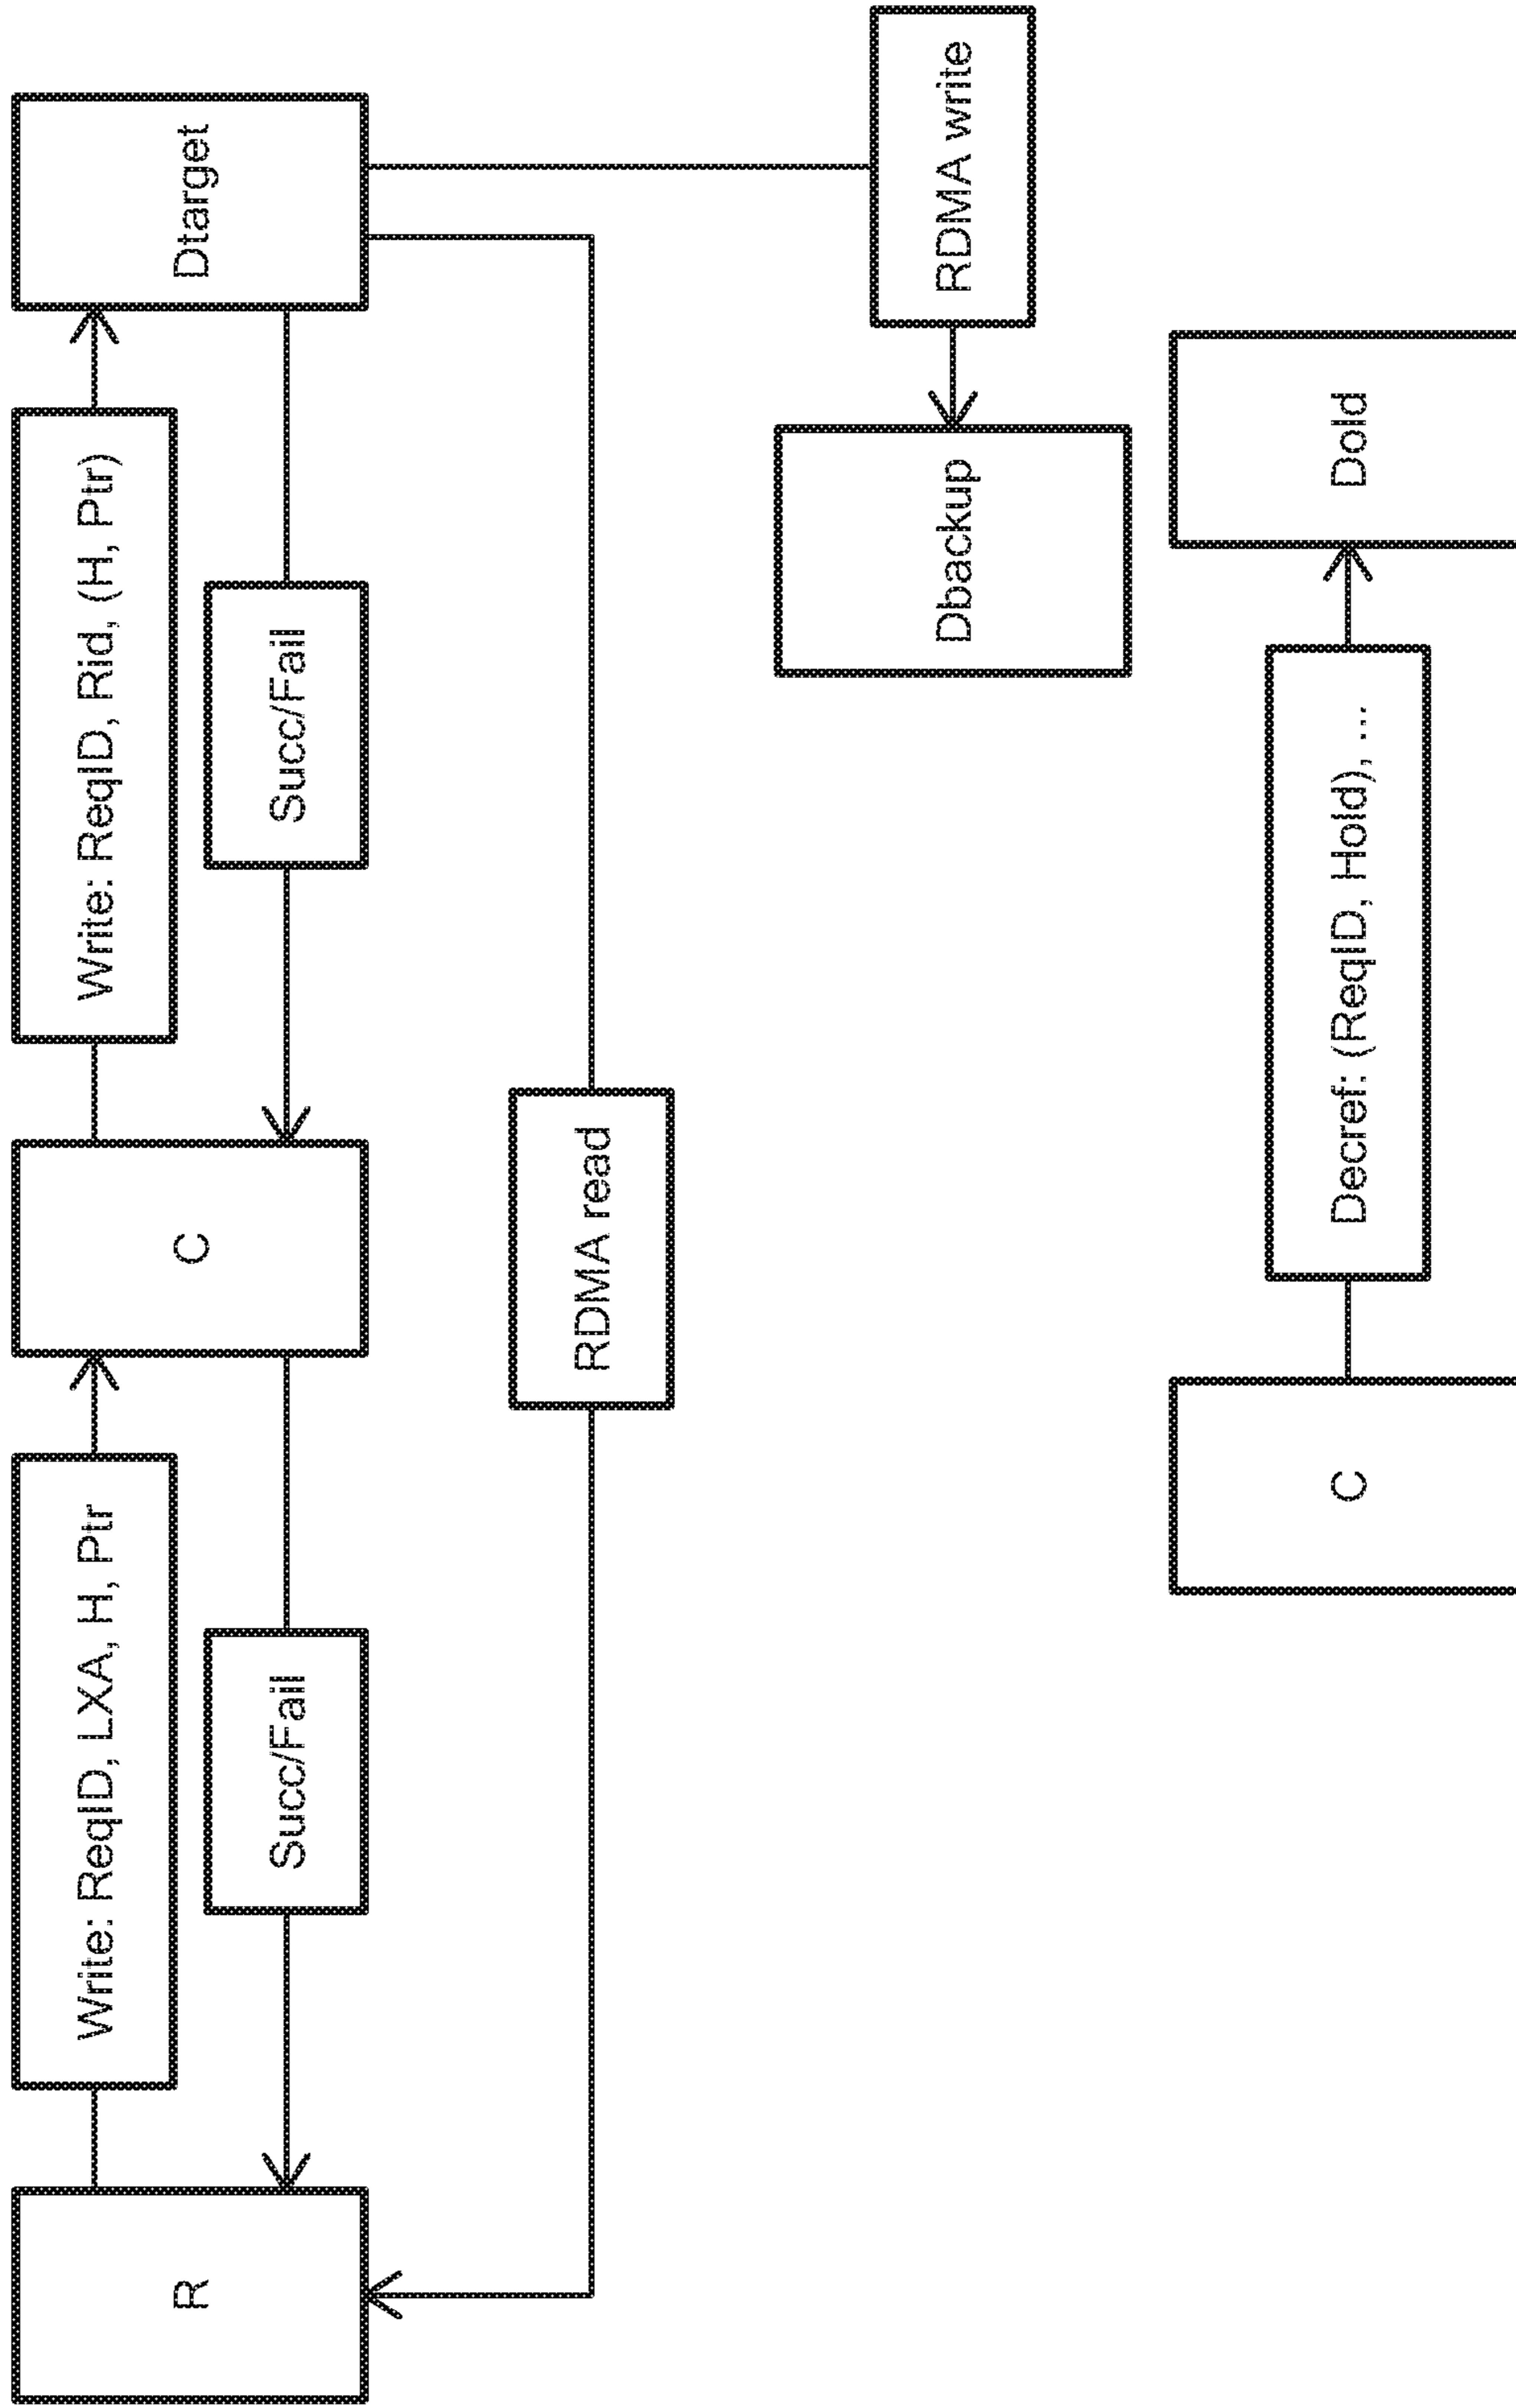 R
Write: ReqID, LXA, H, Ptr
C
Write: ReqID, Rid, (H, Ptr)
Dtarget
Succ/Fail
Succ/Fail
RDMA read
Dbackup
RDMA write
C
Decref: (ReqID, Hold), ...
Dold